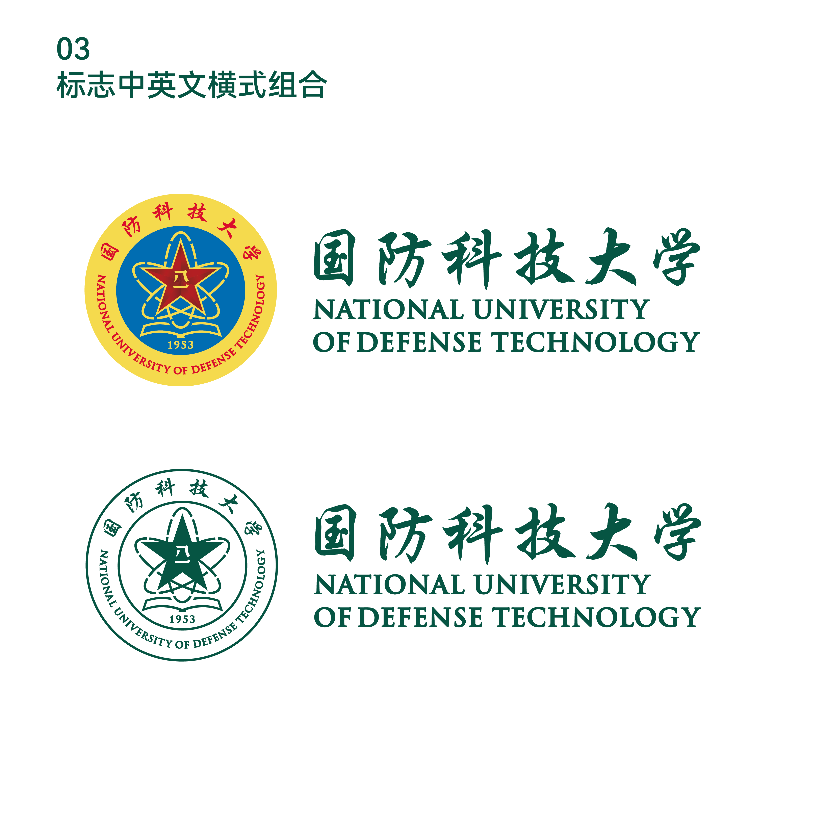 03
标志中英文横式组合
国防科技大学
八一
1953
NATIONAL UNIVERSITY OF DEFENSE TECHNOLOGY
国防科技大学
NATIONAL UNIVERSITY
OF DEFENSE TECHNOLOGY
国防科技大学
八一
1953
NATIONAL UNIVERSITY OF DEFENSE TECHNOLOGY
国防科技大学
NATIONAL UNIVERSITY
OF DEFENSE TECHNOLOGY